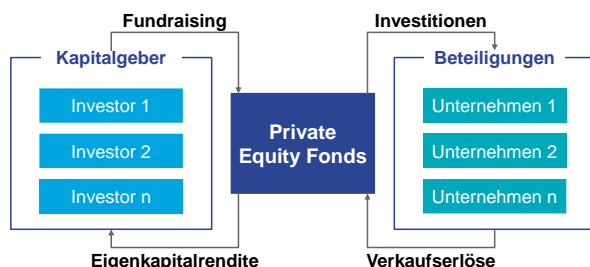 Fundraising
Investitionen
Kapitalgeber
Beteiligungen
Investor 1
Investor 2
Investor n
Private
Equity Fonds
Unternehmen 1
Unternehmen 2
Unternehmen n
Eigenkapitalrendite
Verkaufserlöse